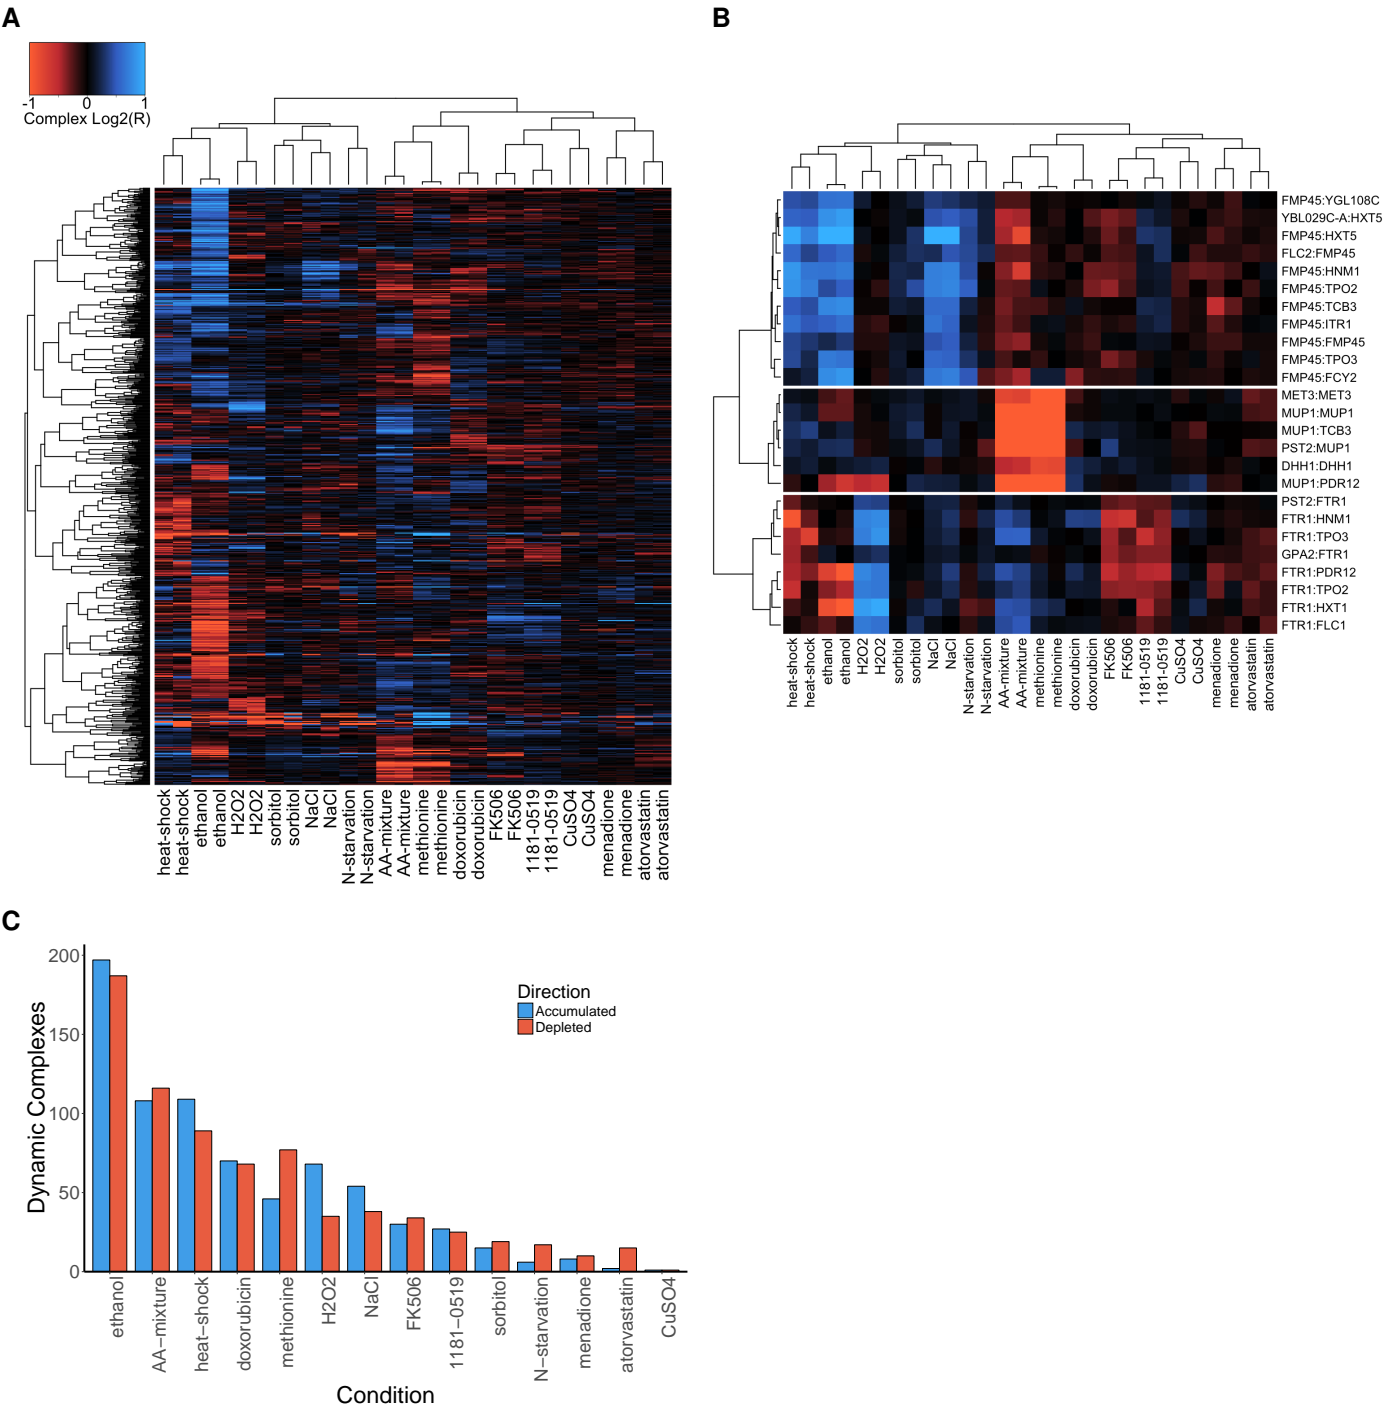 A
-1 0 1
Complex Log2(R)
heat-shock
heat-shock
ethanol
ethanol
H2O2
H2O2
sorbitol
sorbitol
NaCl
NaCl
N-starvation
N-starvation
AA-mixture
AA-mixture
methionine
methionine
doxorubicin
doxorubicin
FK506
FK506
1181-0519
1181-0519
CuSO4
CuSO4
menadione
menadione
atorvastatin
atorvastatin
B
FMP45:YGL108C
YBL029C-A:HXT5
FMP45:HXT5
FLC2:FMP45
FMP45:HNM1
FMP45:TPO2
FMP45:TCB3
FMP45:ITR1
FMP45:FMP45
FMP45:TPO3
FMP45:FCY2
MET3:MET3
MUP1:MUP1
MUP1:TCB3
PST2:MUP1
DHH1:DHH1
MUP1:PDR12
PST2:FTR1
FTR1:HNM1
FTR1:TPO3
GPA2:FTR1
FTR1:PDR12
FTR1:TPO2
FTR1:HXT1
FTR1:FLC1
heat-shock
heat-shock
ethanol
ethanol
H2O2
H2O2
sorbitol
sorbitol
NaCl
NaCl
N-starvation
N-starvation
AA-mixture
AA-mixture
methionine
methionine
doxorubicin
doxorubicin
FK506
FK506
1181-0519
1181-0519
CuSO4
CuSO4
menadione
menadione
atorvastatin
atorvastatin
C
Dynamic Complexes
200
150
100
50
0
Direction
Accumulated
Depleted
ethanol
AA−mixture
heat−shock
doxorubicin
methionine
H2O2
NaCl
FK506
1181−0519
sorbitol
N−starvation
menadione
atorvastatin
CuSO4
Condition